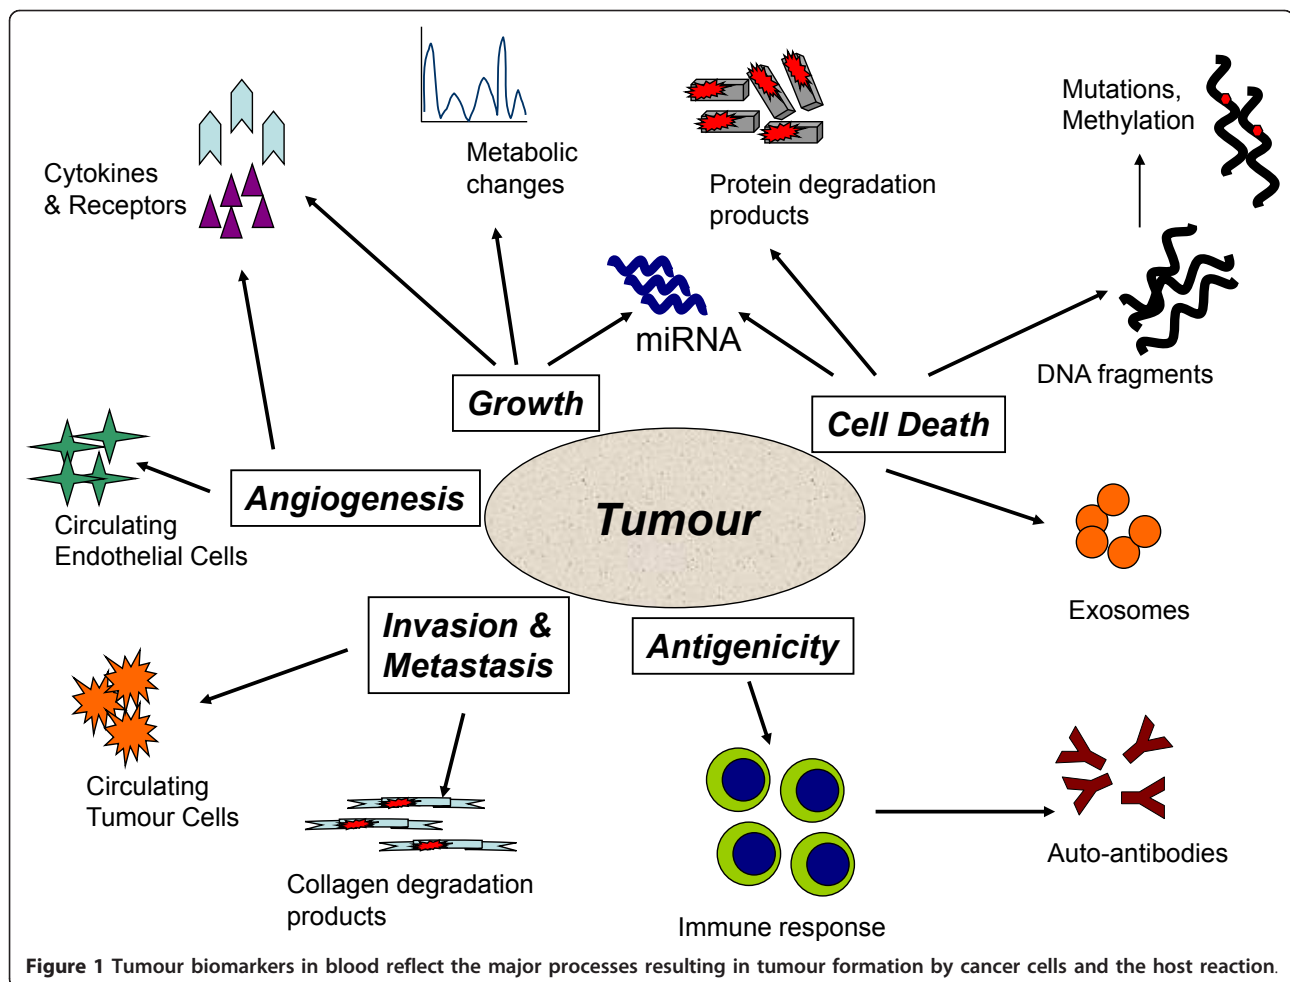 Mutations,
Methylation
Metabolic
changes
Cytokines
& Receptors
Protein degradation
products
miRNA
DNA fragments
Growth
Cell Death
Angiogenesis
Tumour
Circulating
Endothelial Cells
Exosomes
Invasion &
Metastasis
Antigenicity
Circulating
Tumour Cells
Auto-antibodies
Collagen degradation
products
Immune response
Figure 1 Tumour biomarkers in blood reflect the major processes resulting in tumour formation by cancer cells and the host reaction.